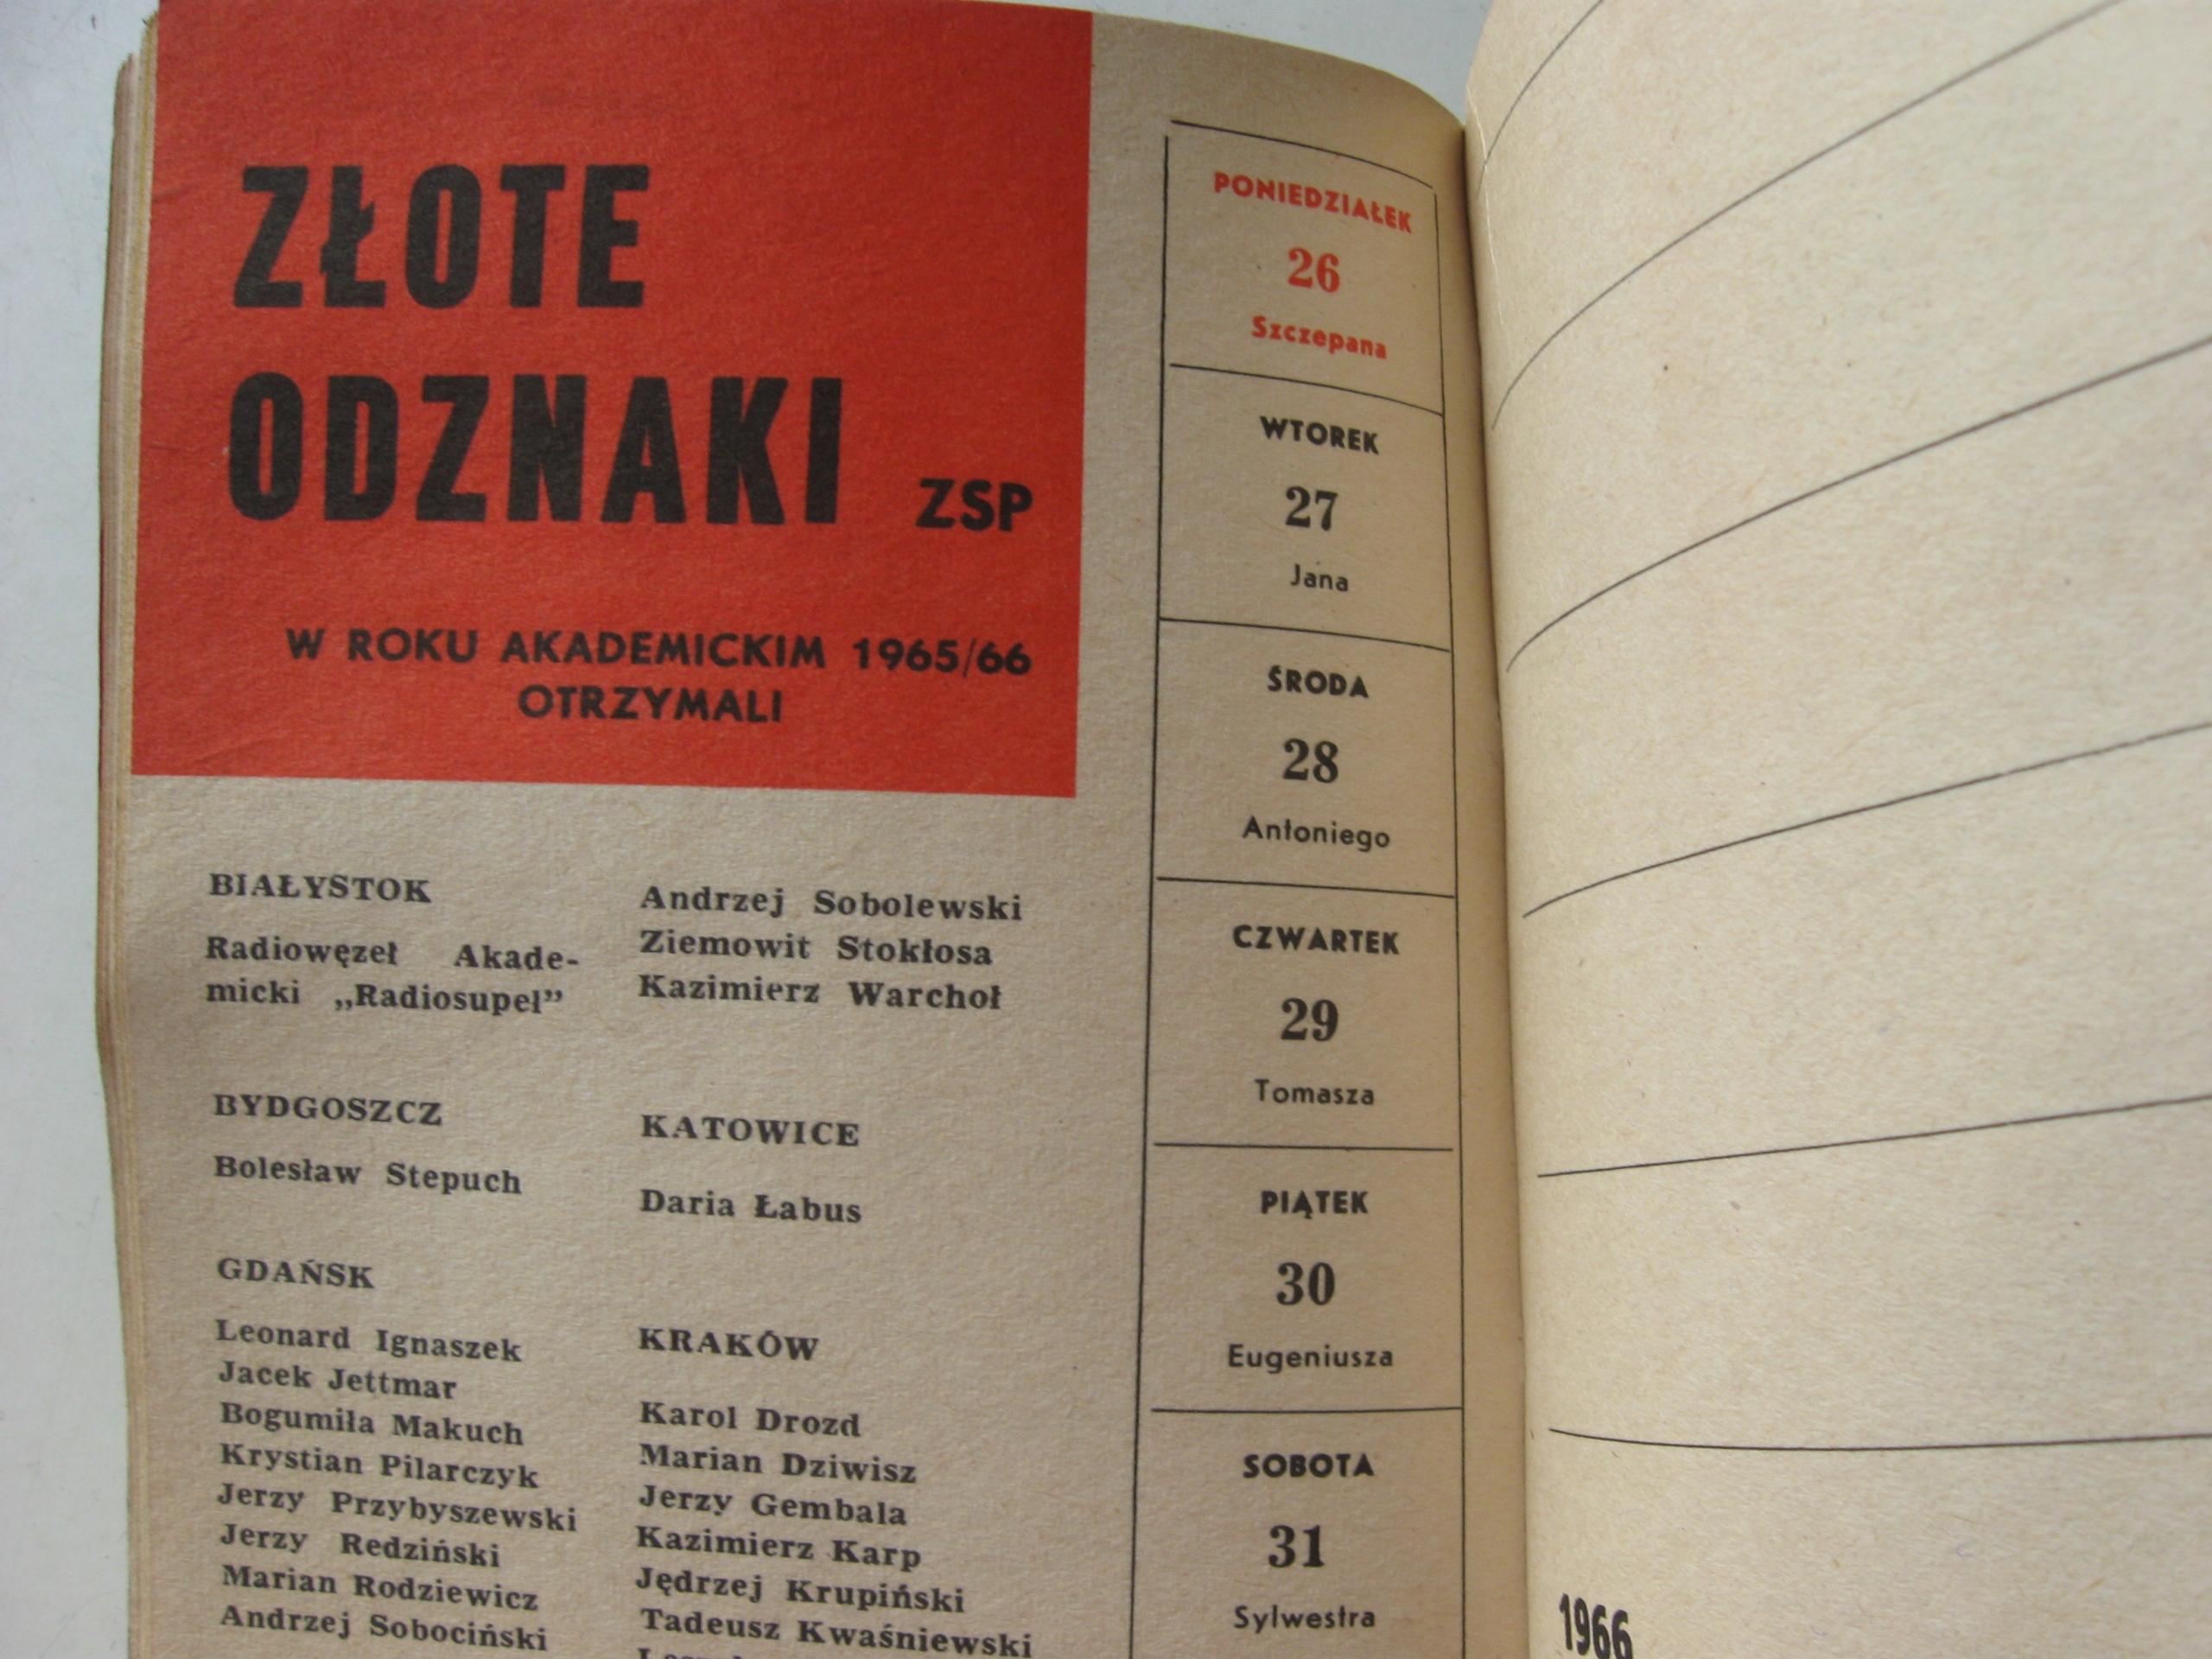 ZŁOTE
ODZNAKI ZSP
W ROKU AKADEMICKIM 1965/66
OTRZYMALI
BIAŁYSTOK
Radiowęzeł Akade-
micki „Radiosupeł”
BYDGOSZCZ
Bolesław Stepuch
GDAŃSK
Leonard Ignaszek
Jacek Jettmar
Bogumiła Makuch
Krystian Pilarczyk
Jerzy Przybyszewski
Jerzy Redziński
Marian Rodziewicz
Andrzej Sobociński
Andrzej Sobolewski
Ziemowit Stokłosa
Kazimierz Warchoł
KATOWICE
Daria Łabus
KRAKÓW
Karol Drozd
Marian Dziwisz
Jerzy Gembala
Kazimierz Karp
Jędrzej Krupiński
Tadeusz Kwaśniewski
PONIEDZIAŁEK
26
Szczepana
WTOREK
27
Jana
ŚRODA
28
Antoniego
CZWARTEK
29
Tomasza
PIĄTEK
30
Eugeniusza
SOBOTA
31
Sylwestra
1966